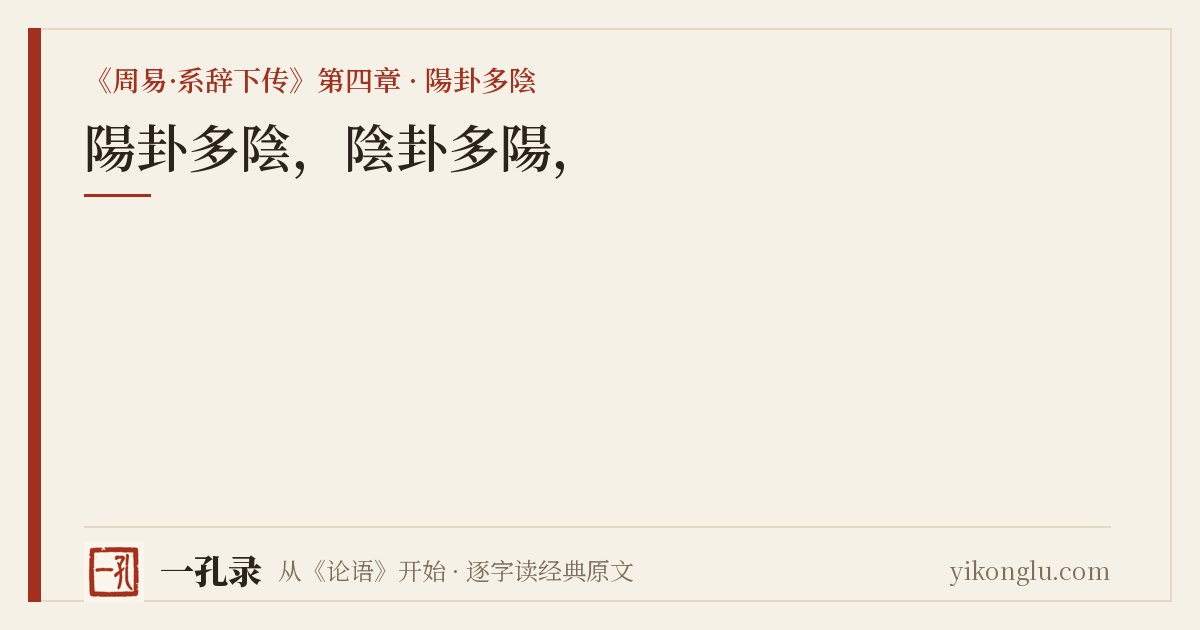 《周易·系辞下传》第四章 · 陽卦多陰
陽卦多陰，陰卦多陽，
一孔
一孔录
从《论语》开始 · 逐字读经典原文
yikonglu.com